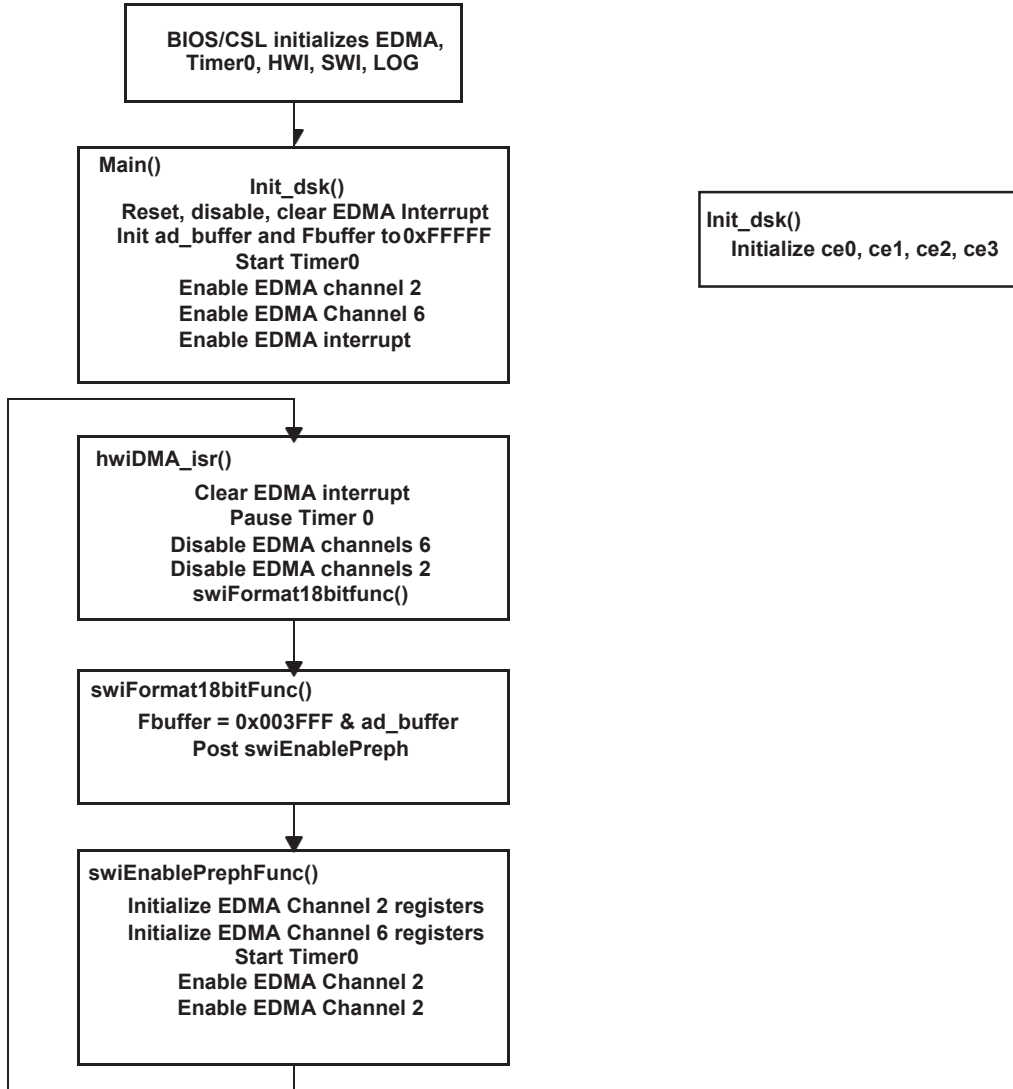 BIOS/CSL initializes EDMA,
Timer0, HWI, SWI, LOG
Main()
Init_dsk()
Reset, disable, clear EDMA Interrupt
Init ad_buffer and Fbuffer to 0xFFFFF
Start Timer0
Enable EDMA channel 2
Enable EDMA Channel 6
Enable EDMA interrupt
Init_dsk()
Initialize ce0, ce1, ce2, ce3
hwiDMA_isr()
Clear EDMA interrupt
Pause Timer 0
Disable EDMA channels 6
Disable EDMA channels 2
swiFormat18bitfunc()
swiFormat18bitFunc()
Fbuffer = 0x003FFF & ad_buffer
Post swiEnablePreph
swiEnablePrephFunc()
Initialize EDMA Channel 2 registers
Initialize EDMA Channel 6 registers
Start Timer0
Enable EDMA Channel 2
Enable EDMA Channel 2